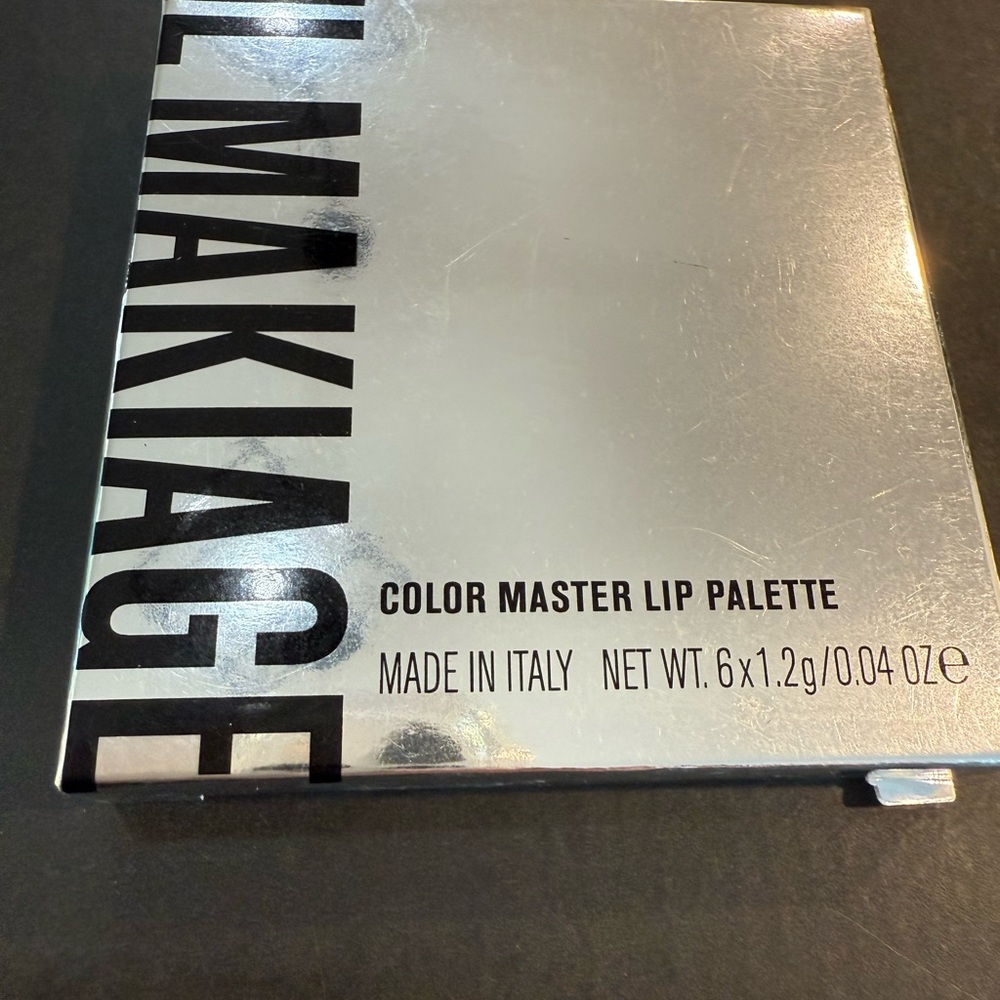 IL MAKIAGE
COLOR MASTER LIP PALETTE
MADE IN ITALY NET WT. 6x1.2g/0.04 OZ℮